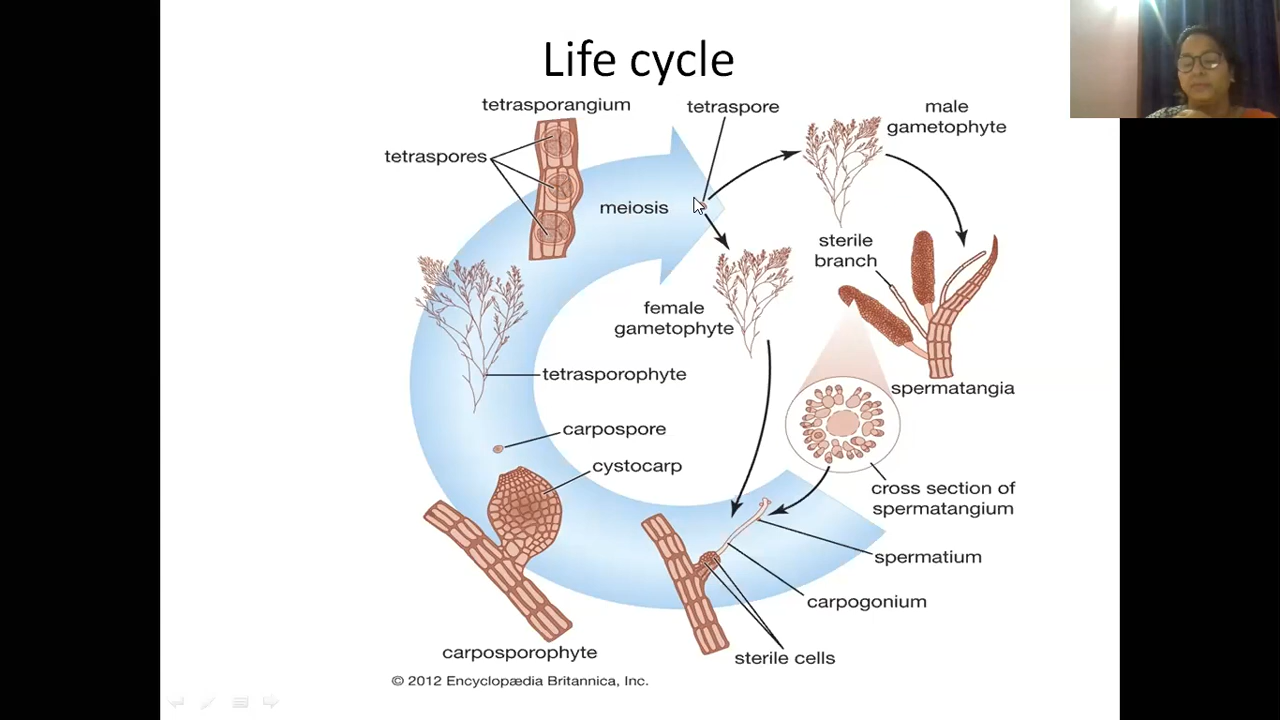 Life cycle
tetrasporangium
tetraspore
male
gametophyte
tetraspores
meiosis
sterile
branch
female
gametophyte
tetrasporophyte
spermatangia
carpospore
cystocarp
cross section of
spermatangium
spermatium
carpogonium
carposporophyte
sterile cells
© 2012 Encyclopædia Britannica, Inc.